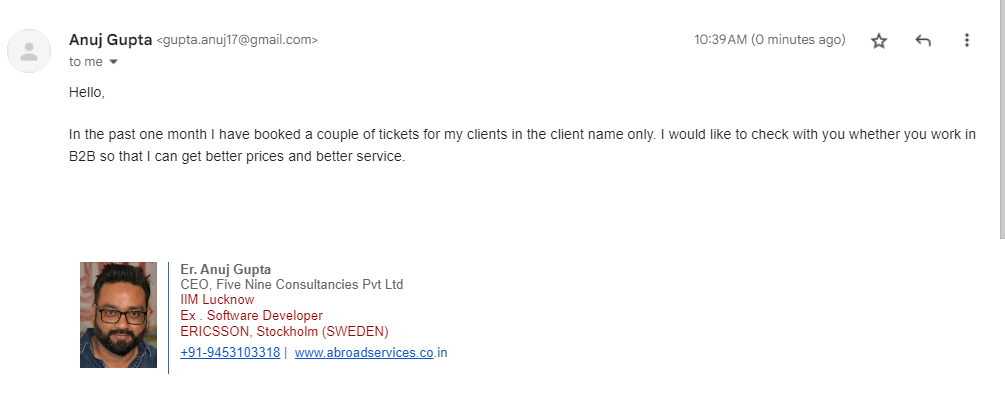 Anuj Gupta <gupta.anuj17@gmail.com> 10:39 AM (0 minutes ago)
to me
Hello,
In the past one month I have booked a couple of tickets for my clients in the client name only. I would like to check with you whether you work in
B2B so that I can get better prices and better service.
Er. Anuj Gupta
CEO, Five Nine Consultancies Pvt Ltd
IIM Lucknow
Ex . Software Developer
ERICSSON, Stockholm (SWEDEN)
+91-9453103318 | www.abroadservices.co.in